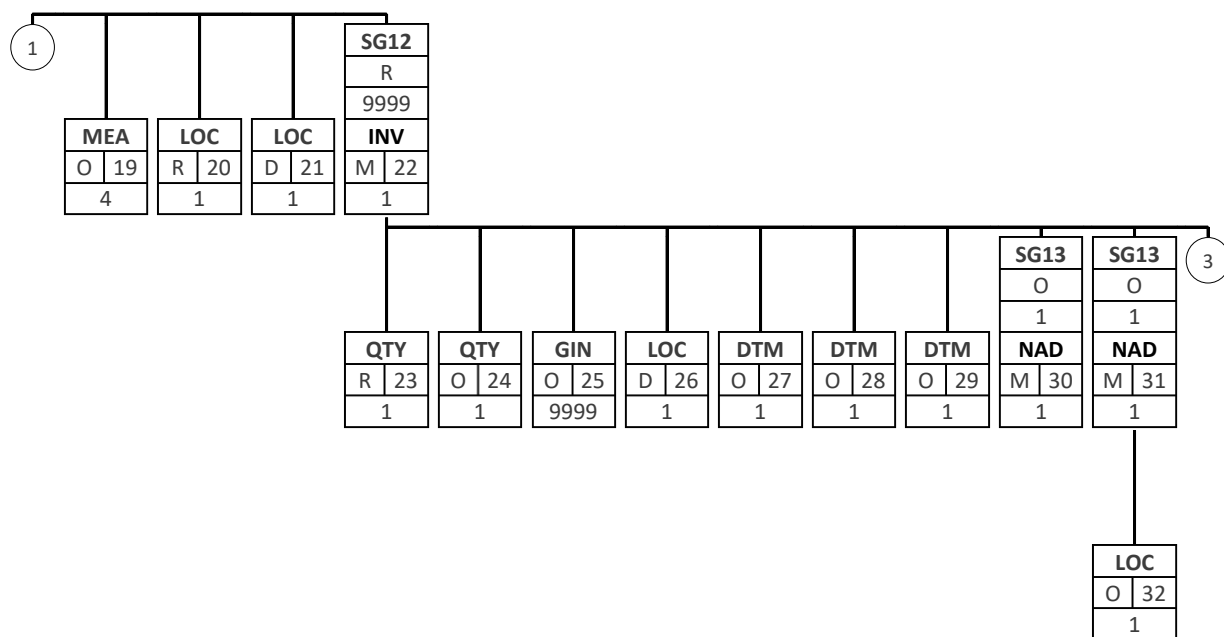 1
SG12
R
9999
MEA LOC LOC INV
O 19 R 20 D 21 M 22
4 1 1 1
SG13 SG13
3
O O
1 1
QTY QTY GIN LOC DTM DTM DTM NAD NAD
R 23 O 24 O 25 D 26 O 27 O 28 O 29 M 30 M 31
1 1 9999 1 1 1 1 1 1
LOC
O 32
1